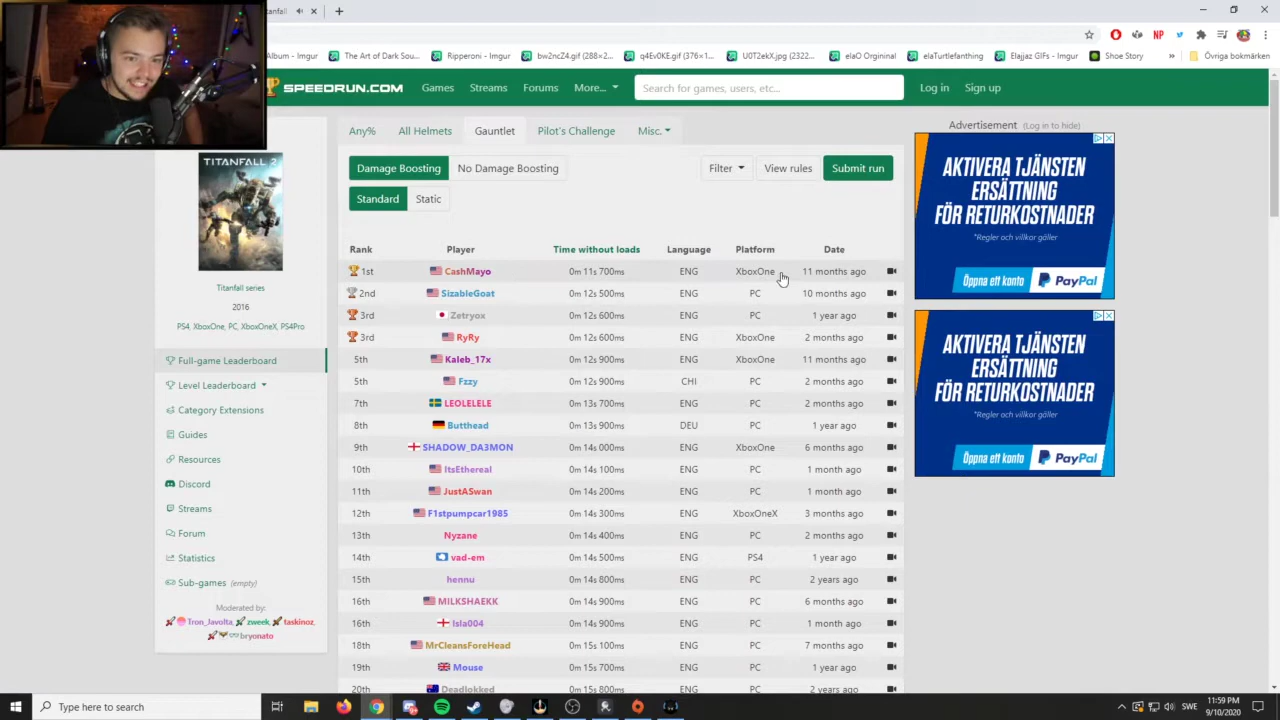 anfall
Album - Imgur
The Art of Dark Sou...
Ripperoni - Imgur
bw2ncZ4.gif (288×2...
q4Ev0KE.gif (376×1...
U0T2ekX.jpg (2322...
elaO Orgininal
elaTurtlefanthing
Elajjaz GIFs - Imgur
Shoe Story
»
Övriga bokmärken
NP
SPEEDRUN.COM
Games
Streams
Forums
More...
Search for games, users, etc...
Log in
Sign up
Any%
All Helmets
Gauntlet
Pilot's Challenge
Misc.
Damage Boosting
No Damage Boosting
Filter
View rules
Submit run
Standard
Static
TITANFALL 2
Titanfall series
2016
PS4, XboxOne, PC, XboxOneX, PS4Pro
Full-game Leaderboard
Level Leaderboard
Category Extensions
Guides
Resources
Discord
Streams
Forum
Statistics
Sub-games (empty)
Moderated by:
Tron_Javolta, zweek, taskinoz,
bryonato
Rank Player Time without loads Language Platform Date
1st CashMayo 0m 11s 700ms ENG XboxOne 11 months ago
2nd SizableGoat 0m 12s 500ms ENG PC 10 months ago
3rd Zetryox 0m 12s 600ms ENG PC 1 year ago
3rd RyRy 0m 12s 600ms ENG XboxOne 2 months ago
5th Kaleb_17x 0m 12s 900ms ENG XboxOne 11 months ago
5th Fzzy 0m 12s 900ms CHI PC 2 months ago
7th LEOLELELE 0m 13s 700ms ENG PC 2 months ago
8th Butthead 0m 13s 900ms DEU PC 1 year ago
9th SHADOW_DA3MON 0m 14s 000ms ENG XboxOne 6 months ago
10th ItsEthereal 0m 14s 100ms ENG PC 1 month ago
11th JustASwan 0m 14s 200ms ENG PC 1 month ago
12th F1stpumpcar1985 0m 14s 300ms ENG XboxOneX 3 months ago
13th Nyzane 0m 14s 400ms ENG PC 2 months ago
14th vad-em 0m 14s 500ms ENG PS4 1 year ago
15th hennu 0m 14s 800ms ENG PC 2 years ago
16th MILKSHAEKK 0m 14s 900ms ENG PC 6 months ago
16th Isla004 0m 14s 900ms ENG PC 1 month ago
18th MrCleansForeHead 0m 15s 100ms ENG PC 7 months ago
19th Mouse 0m 15s 700ms ENG PC 1 year ago
20th Deadlokked 0m 15s 800ms ENG PC 2 years ago
Advertisement (Log in to hide)
AKTIVERA TJÄNSTEN
ERSÄTTNING
FÖR RETURKOSTNADER
*Regler och villkor gäller
Öppna ett konto
PayPal
AKTIVERA TJÄNSTEN
ERSÄTTNING
FÖR RETURKOSTNADER
*Regler och villkor gäller
Öppna ett konto
PayPal
Type here to search
SWE
11:59 PM
9/10/2020